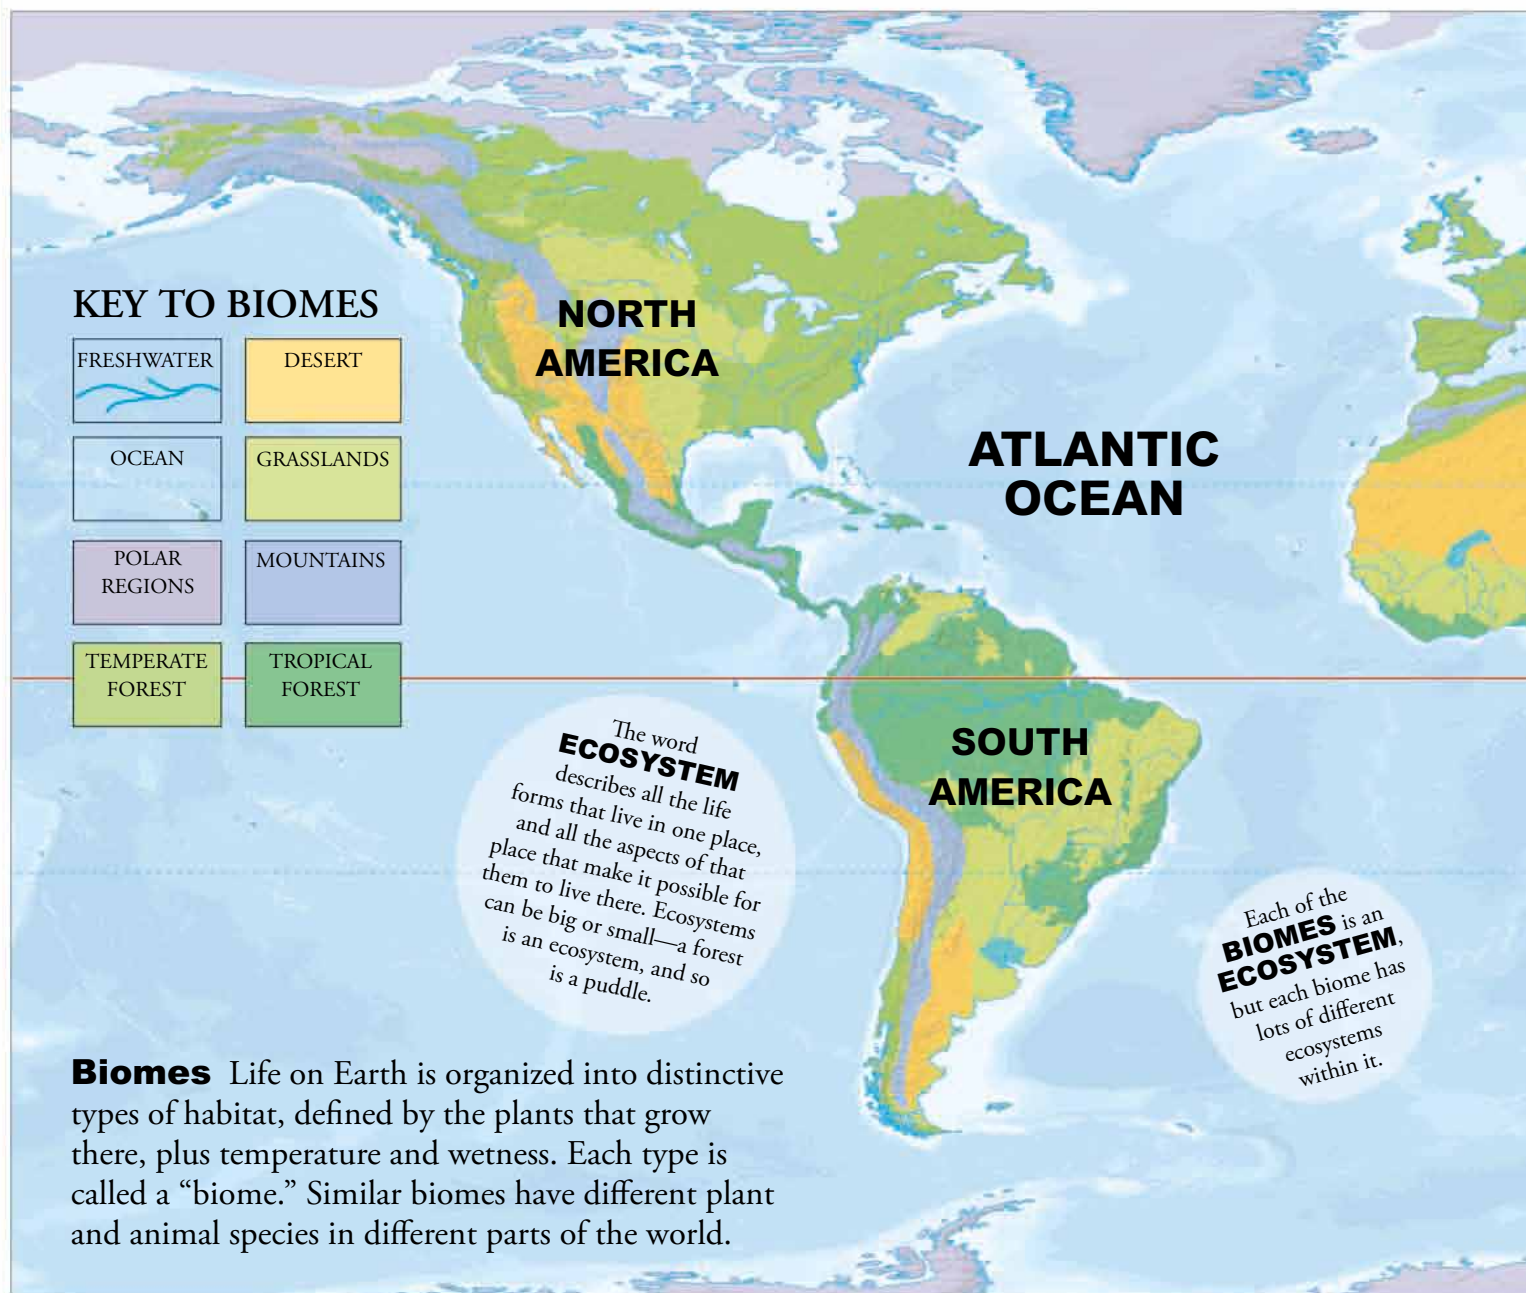 NORTH
AMERICA
KEY TO BIOMES
FRESHWATER
DESERT
OCEAN
GRASSLANDS
POLAR
REGIONS
MOUNTAINS
TEMPERATE
FOREST
TROPICAL
FOREST
ATLANTIC
OCEAN
SOUTH
AMERICA
The word
ECOSYSTEM
describes all the life
forms that live in one place,
and all the aspects of that
place that make it possible for
them to live there. Ecosystems
can be big or small—a forest
is an ecosystem, and so
is a puddle.
Each of the
BIOMES is an
ECOSYSTEM,
but each biome has
lots of different
ecosystems
within it.
Biomes Life on Earth is organized into distinctive
types of habitat, defined by the plants that grow
there, plus temperature and wetness. Each type is
called a “biome.” Similar biomes have different plant
and animal species in different parts of the world.